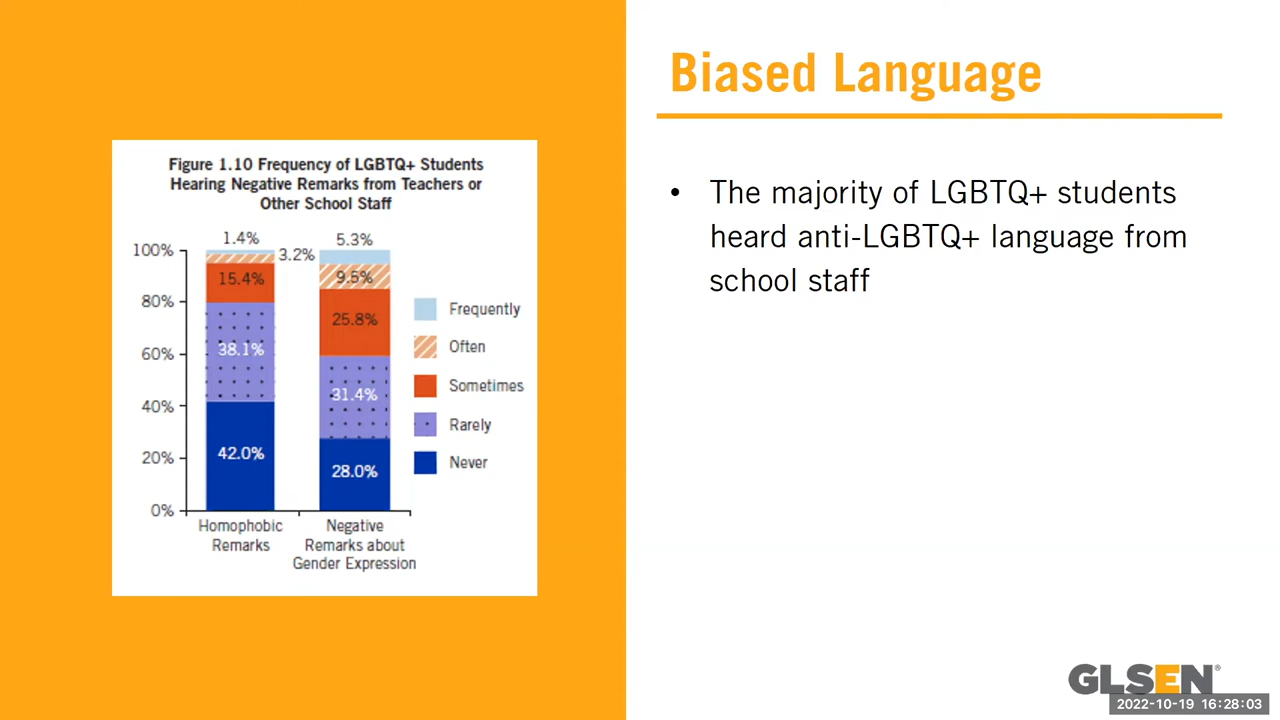 Biased Language
Figure 1.10 Frequency of LGBTQ+ Students
Hearing Negative Remarks from Teachers or
Other School Staff
1.4%
5.3%
100%
3.2%
15.4%
9.5%
80%
Frequently
25.8%
60%
38.1%
Often
Sometimes
40%
31.4%
Rarely
20%
42.0%
28.0%
Never
0%
Homophobic
Remarks
Negative
Remarks about
Gender Expression
• The majority of LGBTQ+ students
heard anti-LGBTQ+ language from
school staff
GLSEN®
2022-10-19 16:28:03